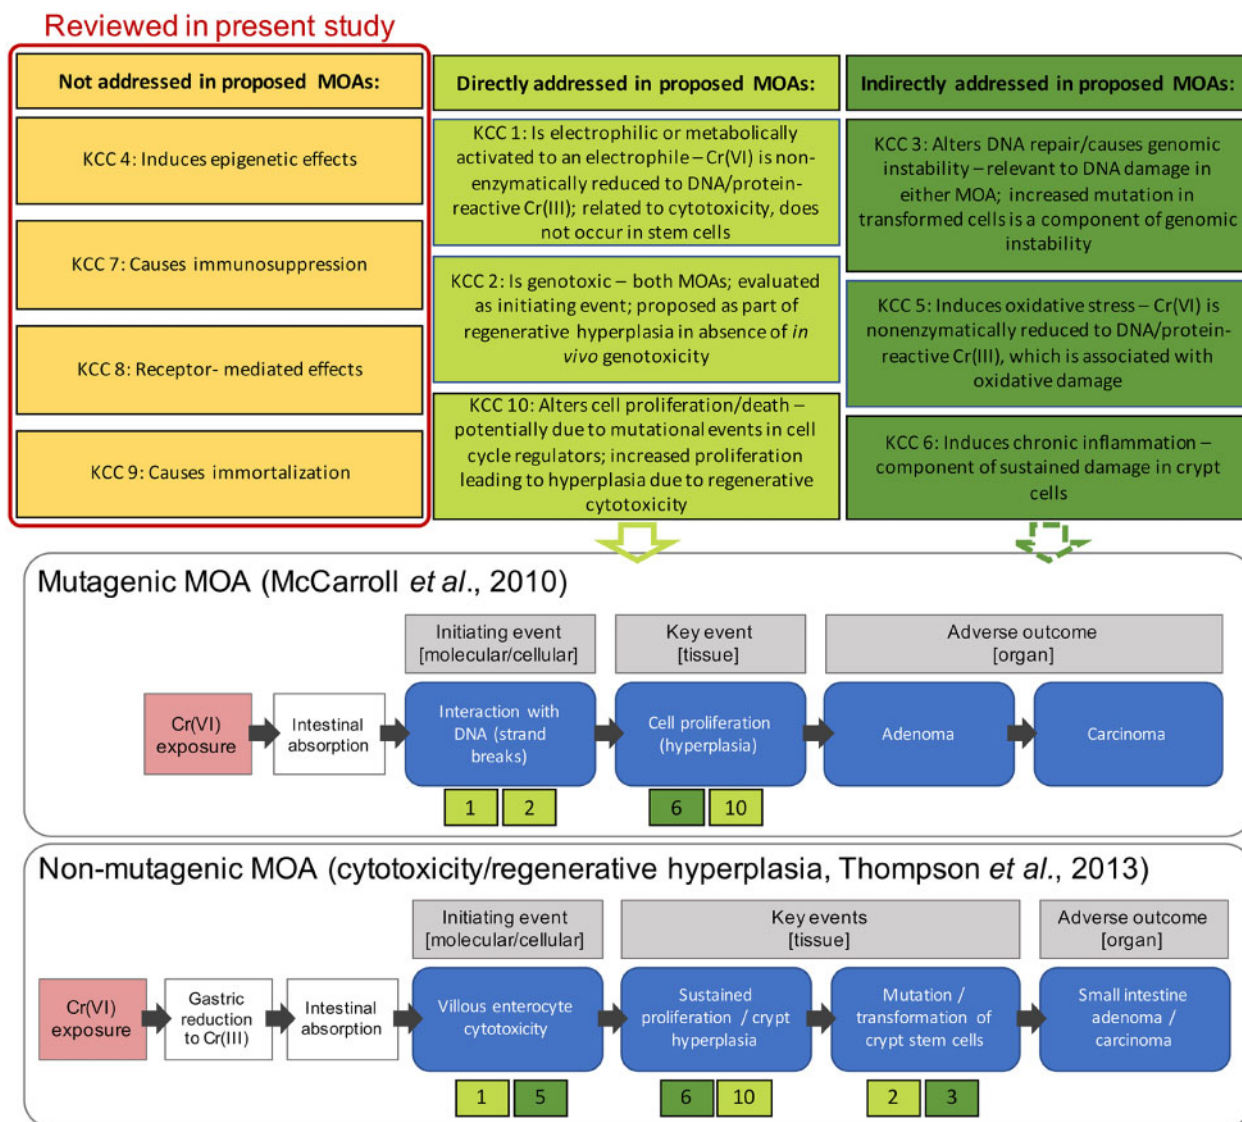 Reviewed in present study
Not addressed in proposed MOAs:
KCC 4: Induces epigenetic effects
KCC 7: Causes immunosuppression
KCC 8: Receptor- mediated effects
KCC 9: Causes immortalization
Directly addressed in proposed MOAs:
KCC 1: Is electrophilic or metabolically
activated to an electrophile – Cr(VI) is non-
enzymatically reduced to DNA/protein-
reactive Cr(III); related to cytotoxicity, does
not occur in stem cells
KCC 2: Is genotoxic – both MOAs; evaluated
as initiating event; proposed as part of
regenerative hyperplasia in absence of in
vivo genotoxicity
KCC 10: Alters cell proliferation/death –
potentially due to mutational events in cell
cycle regulators; increased proliferation
leading to hyperplasia due to regenerative
cytotoxicity
Indirectly addressed in proposed MOAs:
KCC 3: Alters DNA repair/causes genomic
instability – relevant to DNA damage in
either MOA; increased mutation in
transformed cells is a component of genomic
instability
KCC 5: Induces oxidative stress – Cr(VI) is
nonenzymatically reduced to DNA/protein-
reactive Cr(III), which is associated with
oxidative damage
KCC 6: Induces chronic inflammation –
component of sustained damage in crypt
cells
Mutagenic MOA (McCarroll et al., 2010)
Initiating event
[molecular/cellular]
Key event
[tissue]
Adverse outcome
[organ]
Cr(VI)
exposure
Intestinal
absorption
Interaction with
DNA (strand
breaks)
Cell proliferation
(hyperplasia)
Adenoma
Carcinoma
1
2
6
10
Non-mutagenic MOA (cytotoxicity/regenerative hyperplasia, Thompson et al., 2013)
Initiating event
[molecular/cellular]
Key events
[tissue]
Adverse outcome
[organ]
Cr(VI)
exposure
Gastric
reduction
to Cr(III)
Intestinal
absorption
Villous enterocyte
cytotoxicity
Sustained
proliferation / crypt
hyperplasia
Mutation /
transformation of
crypt stem cells
Small intestine
adenoma /
carcinoma
1
5
6
10
2
3